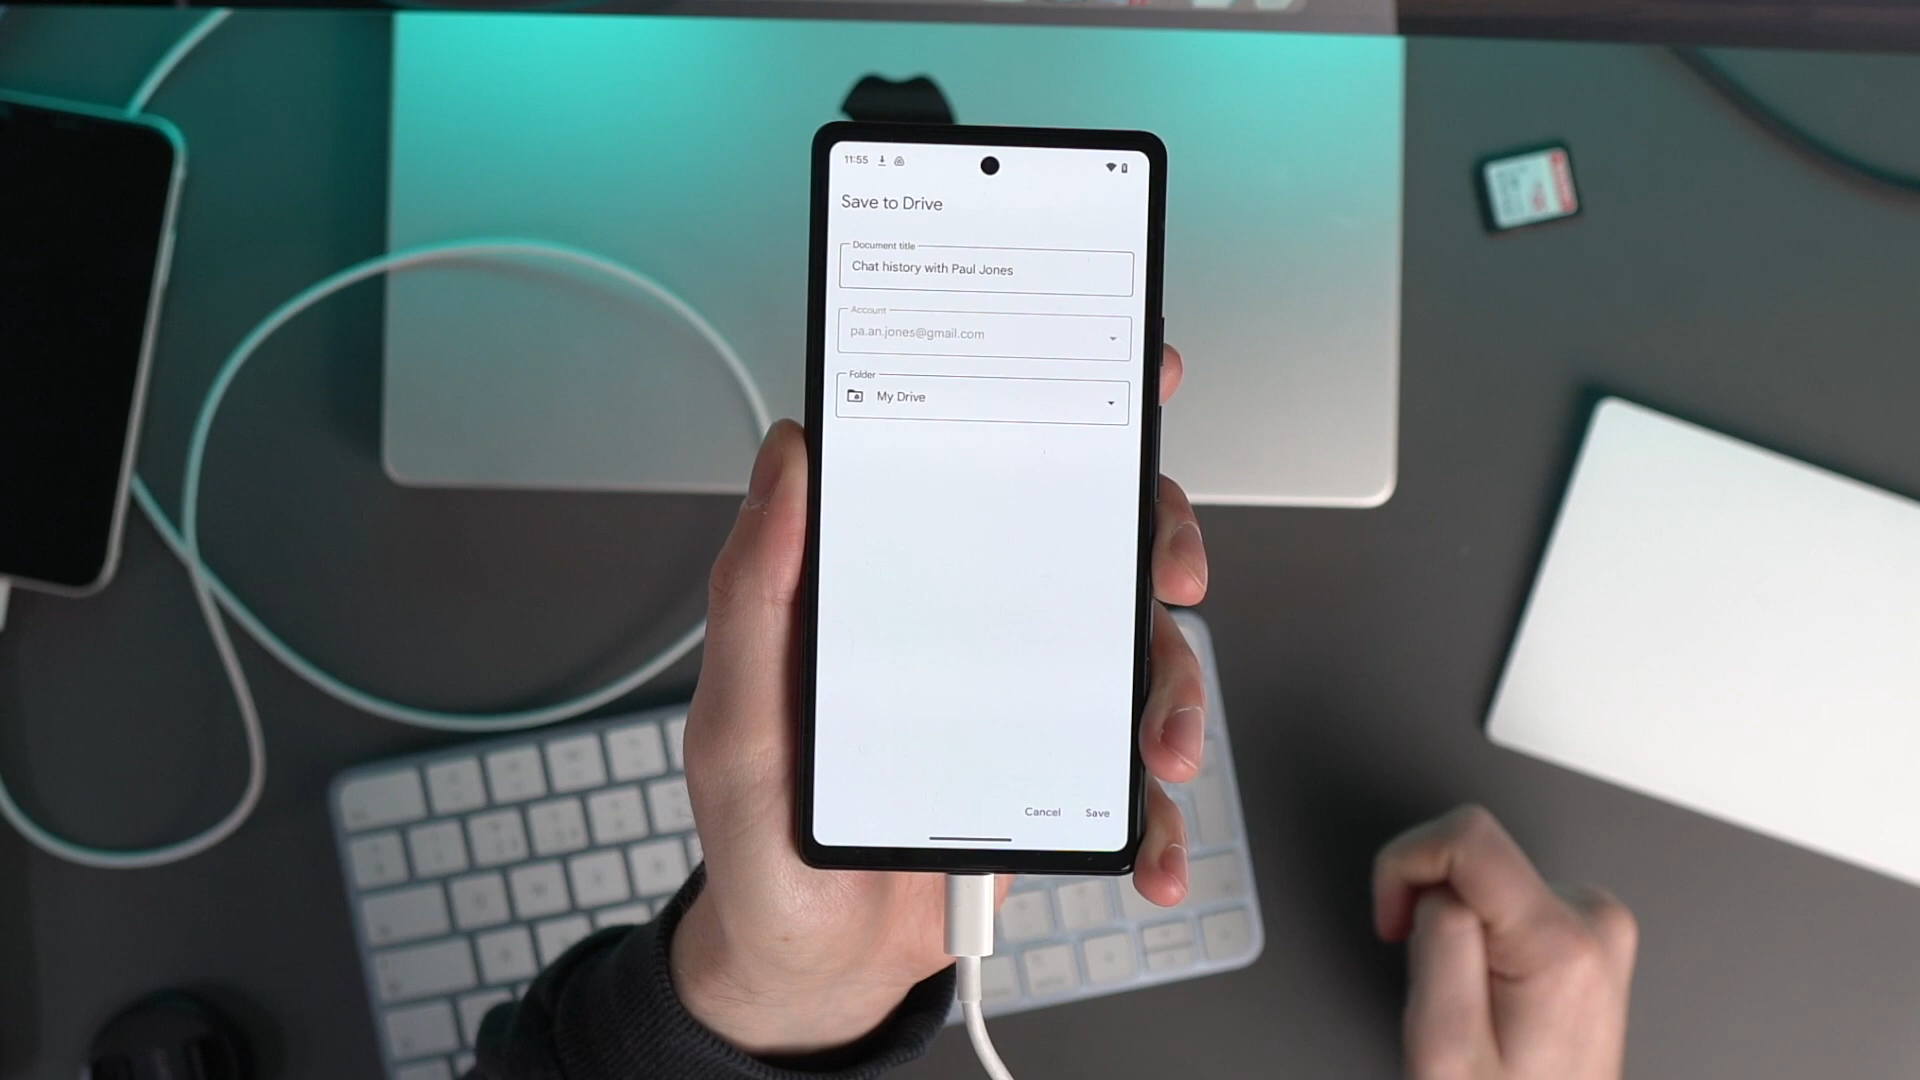 11:55
Save to Drive
Document title
Chat history with Paul Jones
Account
pa.an.jones@gmail.com
Folder
My Drive
Cancel Save